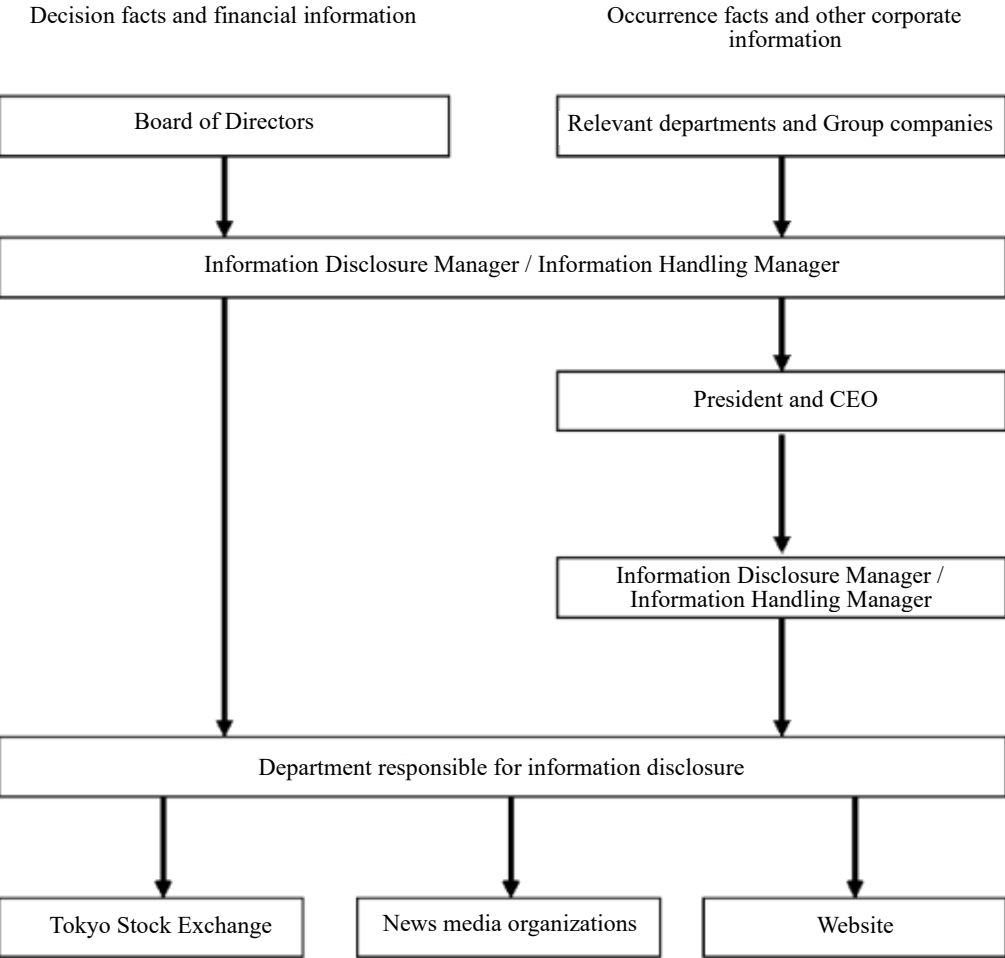 Decision facts and financial information
Occurrence facts and other corporate
information
Board of Directors
Relevant departments and Group companies
Information Disclosure Manager / Information Handling Manager
President and CEO
Information Disclosure Manager /
Information Handling Manager
Department responsible for information disclosure
Tokyo Stock Exchange
News media organizations
Website